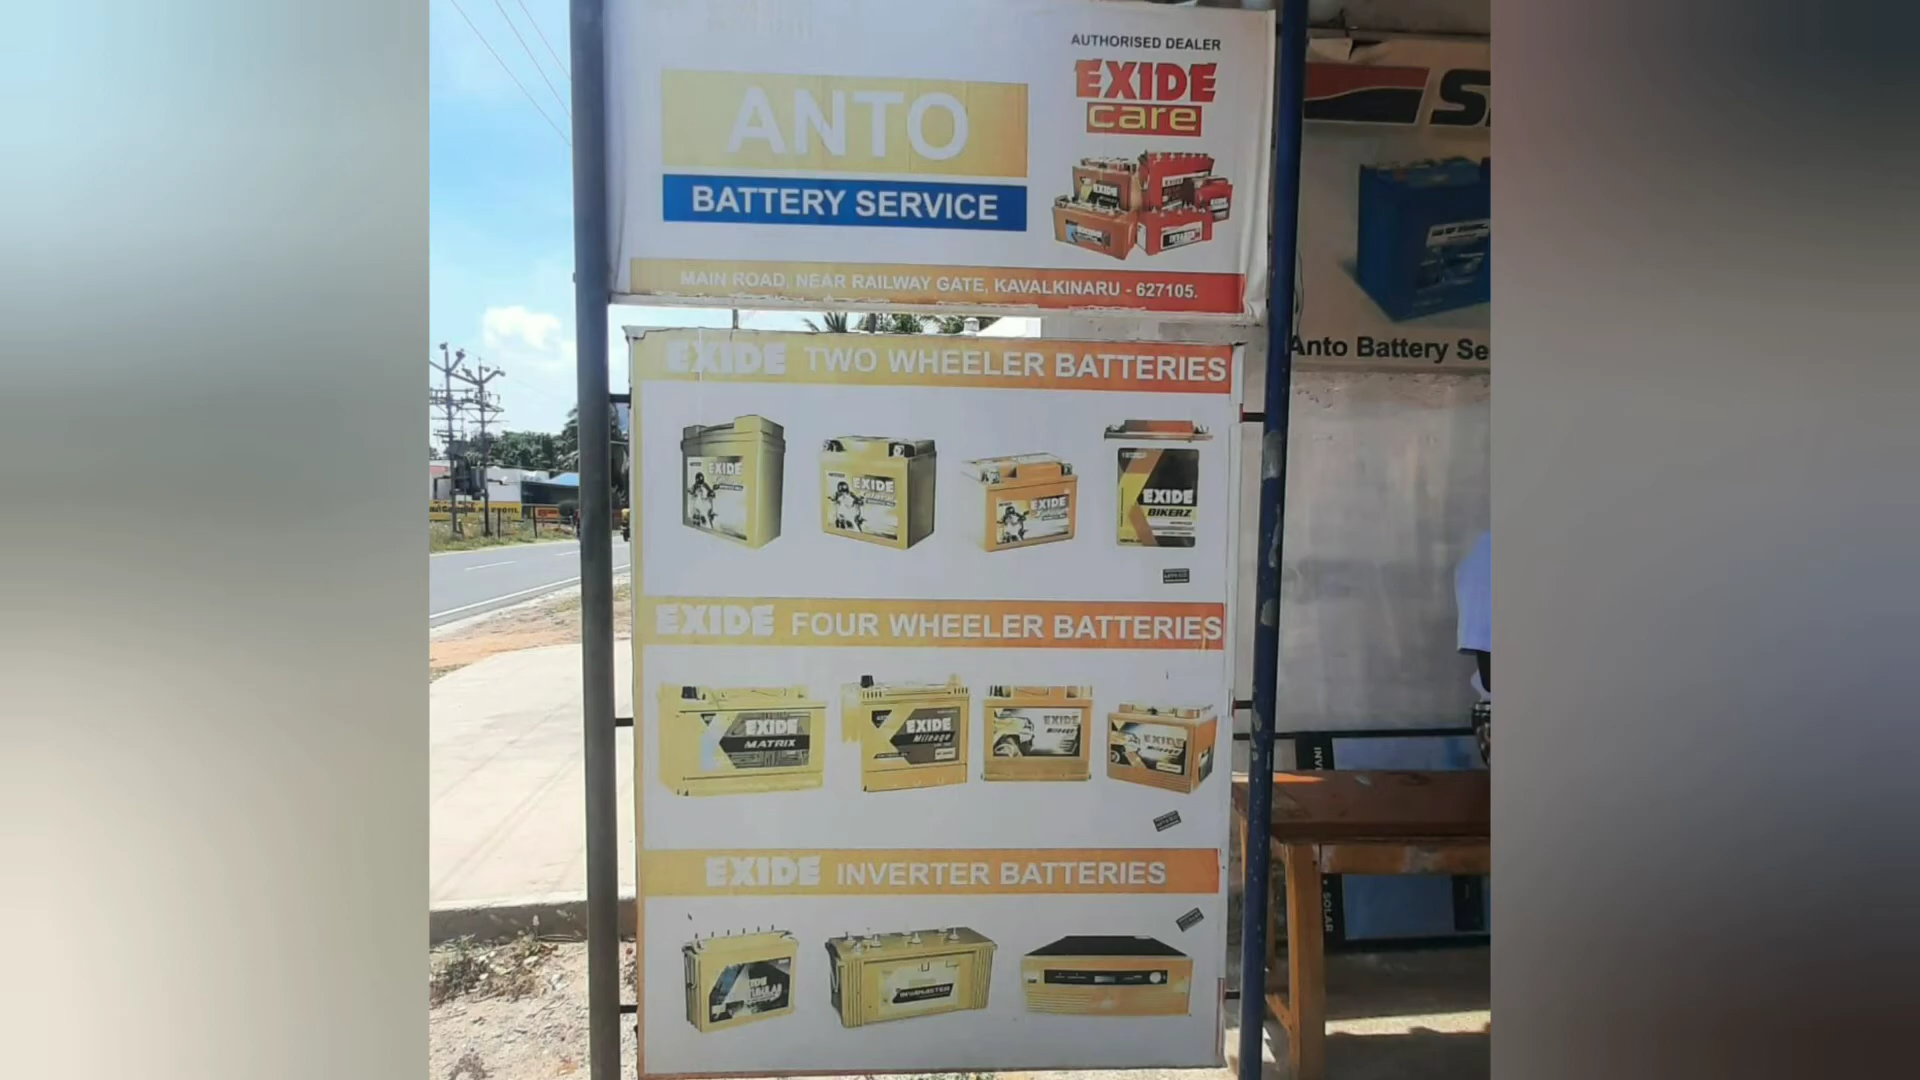 AUTHORISED DEALER
EXIDE
care
ANTO
BATTERY SERVICE
MAIN ROAD, NEAR RAILWAY GATE, KAVALKINARU - 627105.
Anto Battery Se
EXIDE TWO WHEELER BATTERIES
EXIDE
EXIDE
EXIDE
EXIDE
BIKERZ
EXIDE FOUR WHEELER BATTERIES
EXIDE
MATRIX
EXIDE
Mileage
EXIDE
EXIDE
Mileage
EXIDE INVERTER BATTERIES
SOLAR